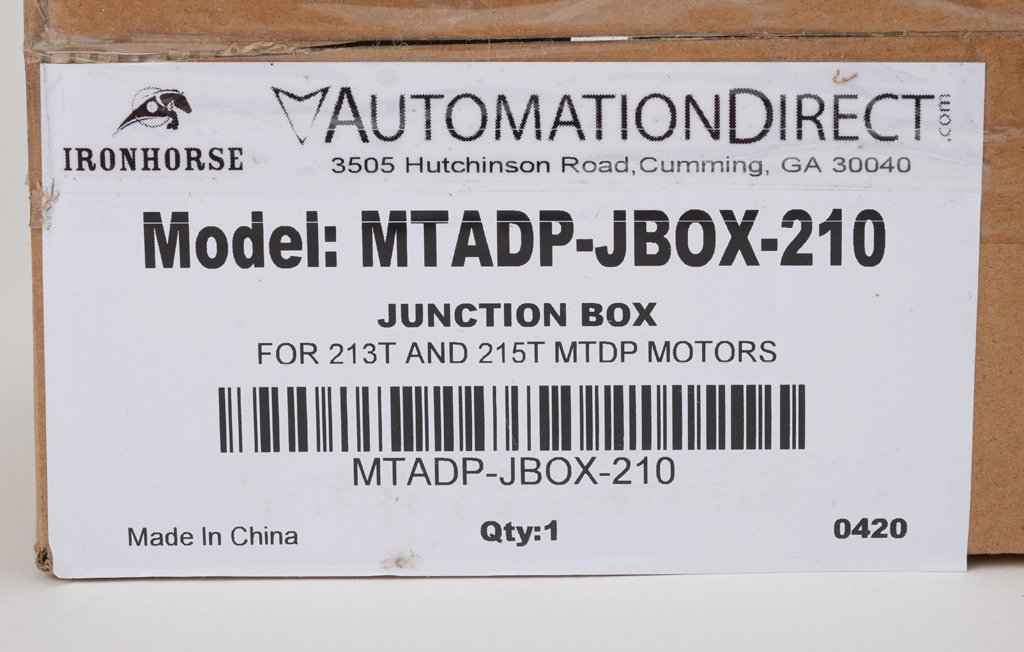 IRONHORSE
AUTOMATIONDIRECT.com
3505 Hutchinson Road,Cumming, GA 30040
Model: MTADP-JBOX-210
JUNCTION BOX
FOR 213T AND 215T MTDP MOTORS
MTADP-JBOX-210
Made In China Qty:1 0420